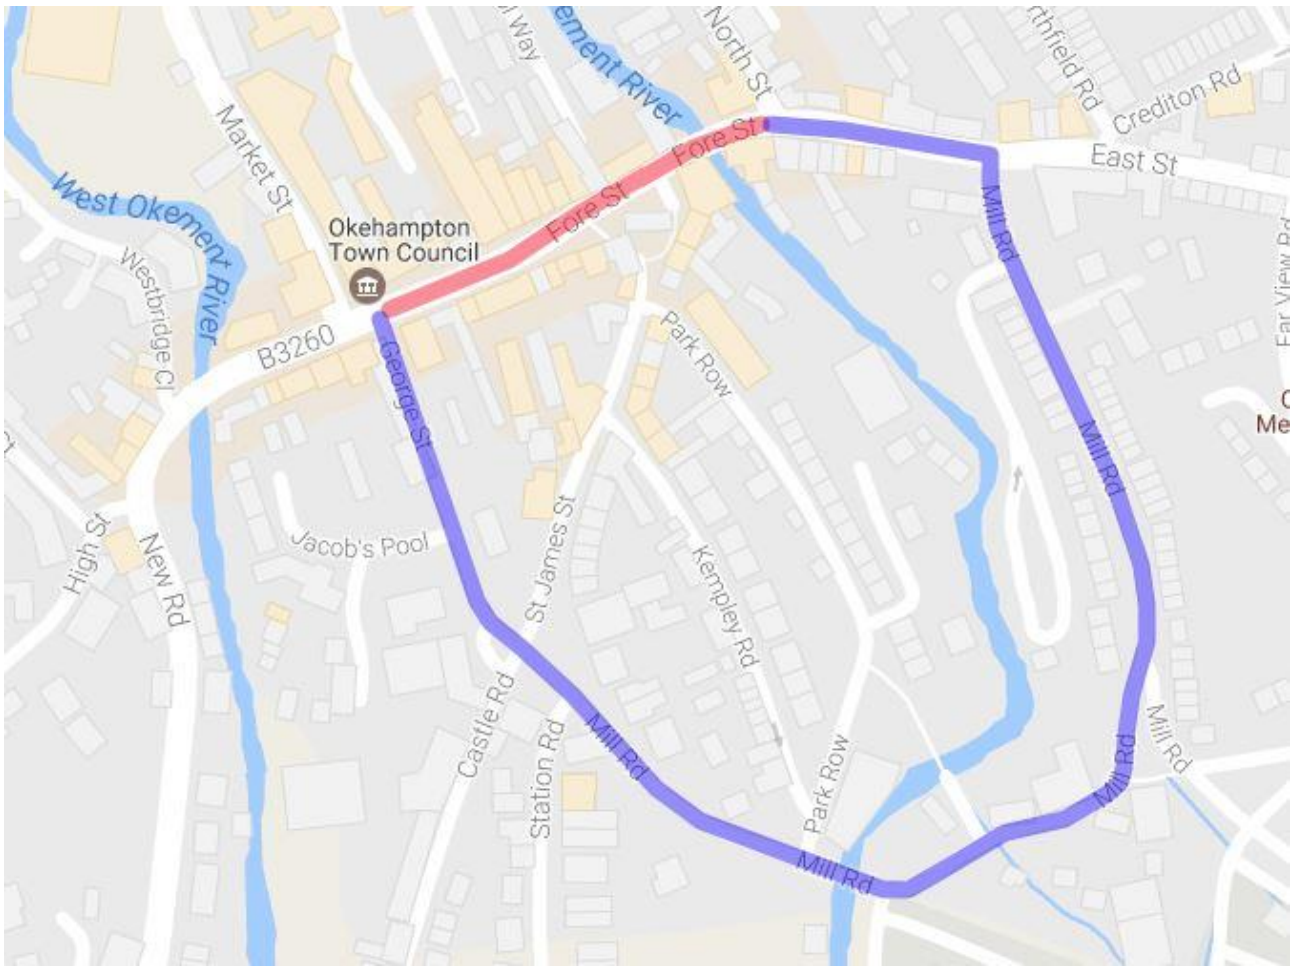 North St
rthfield Rd
Crediton Rd
ement River
Way
Market St
Fore St
East St
West Okement River
Okehampton
Town Council
Fore St
Mill Rd
Westbridge Cl
B3260
Park Row
Far View Rd
George St
Me
Mill Rd
High St
New Rd
Jacob's Pool
St James St
Kempley Rd
Castle Rd
Station Rd
Mill Rd
Park Row
Mill Rd
Mill Rd
Mill Rd